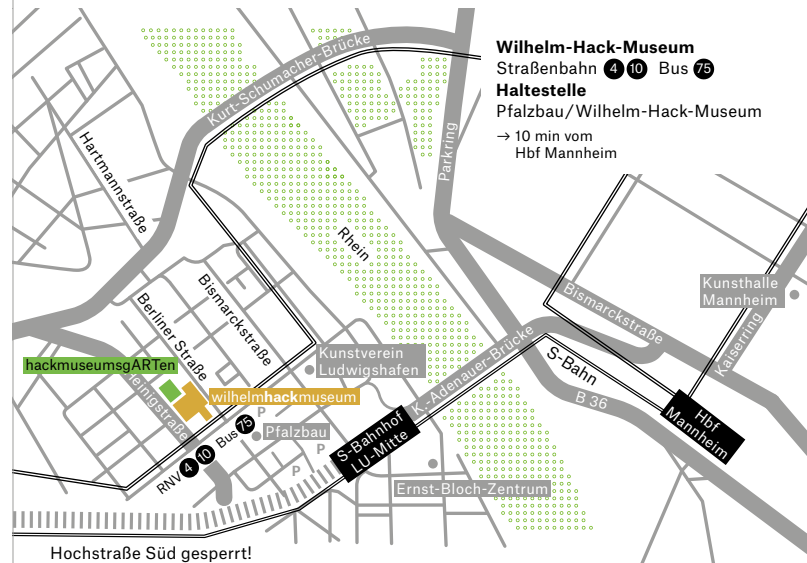 Wilhelm-Hack-Museum
Straßenbahn 4 10 Bus 75
Haltestelle
Pfalzbau/Wilhelm-Hack-Museum
→ 10 min vom
Hbf Mannheim
Kurt-Schumacher-Brücke
Parkring
Hartmannstraße
Rhein
Bismarckstraße
Berliner Straße
Bismarckstraße
Kunsthalle
Mannheim
Kaiserring
hackmuseumsgARTen
Heinigstraße
wilhelmhackmuseum
Kunstverein
Ludwigshafen
K.-Adenauer-Brücke
S-Bahn
B 36
Hbf
Mannheim
P
Pfalzbau
RNV 4 10 Bus 75
S-Bahnhof
LU-Mitte
P
P
Ernst-Bloch-Zentrum
Hochstraße Süd gesperrt!